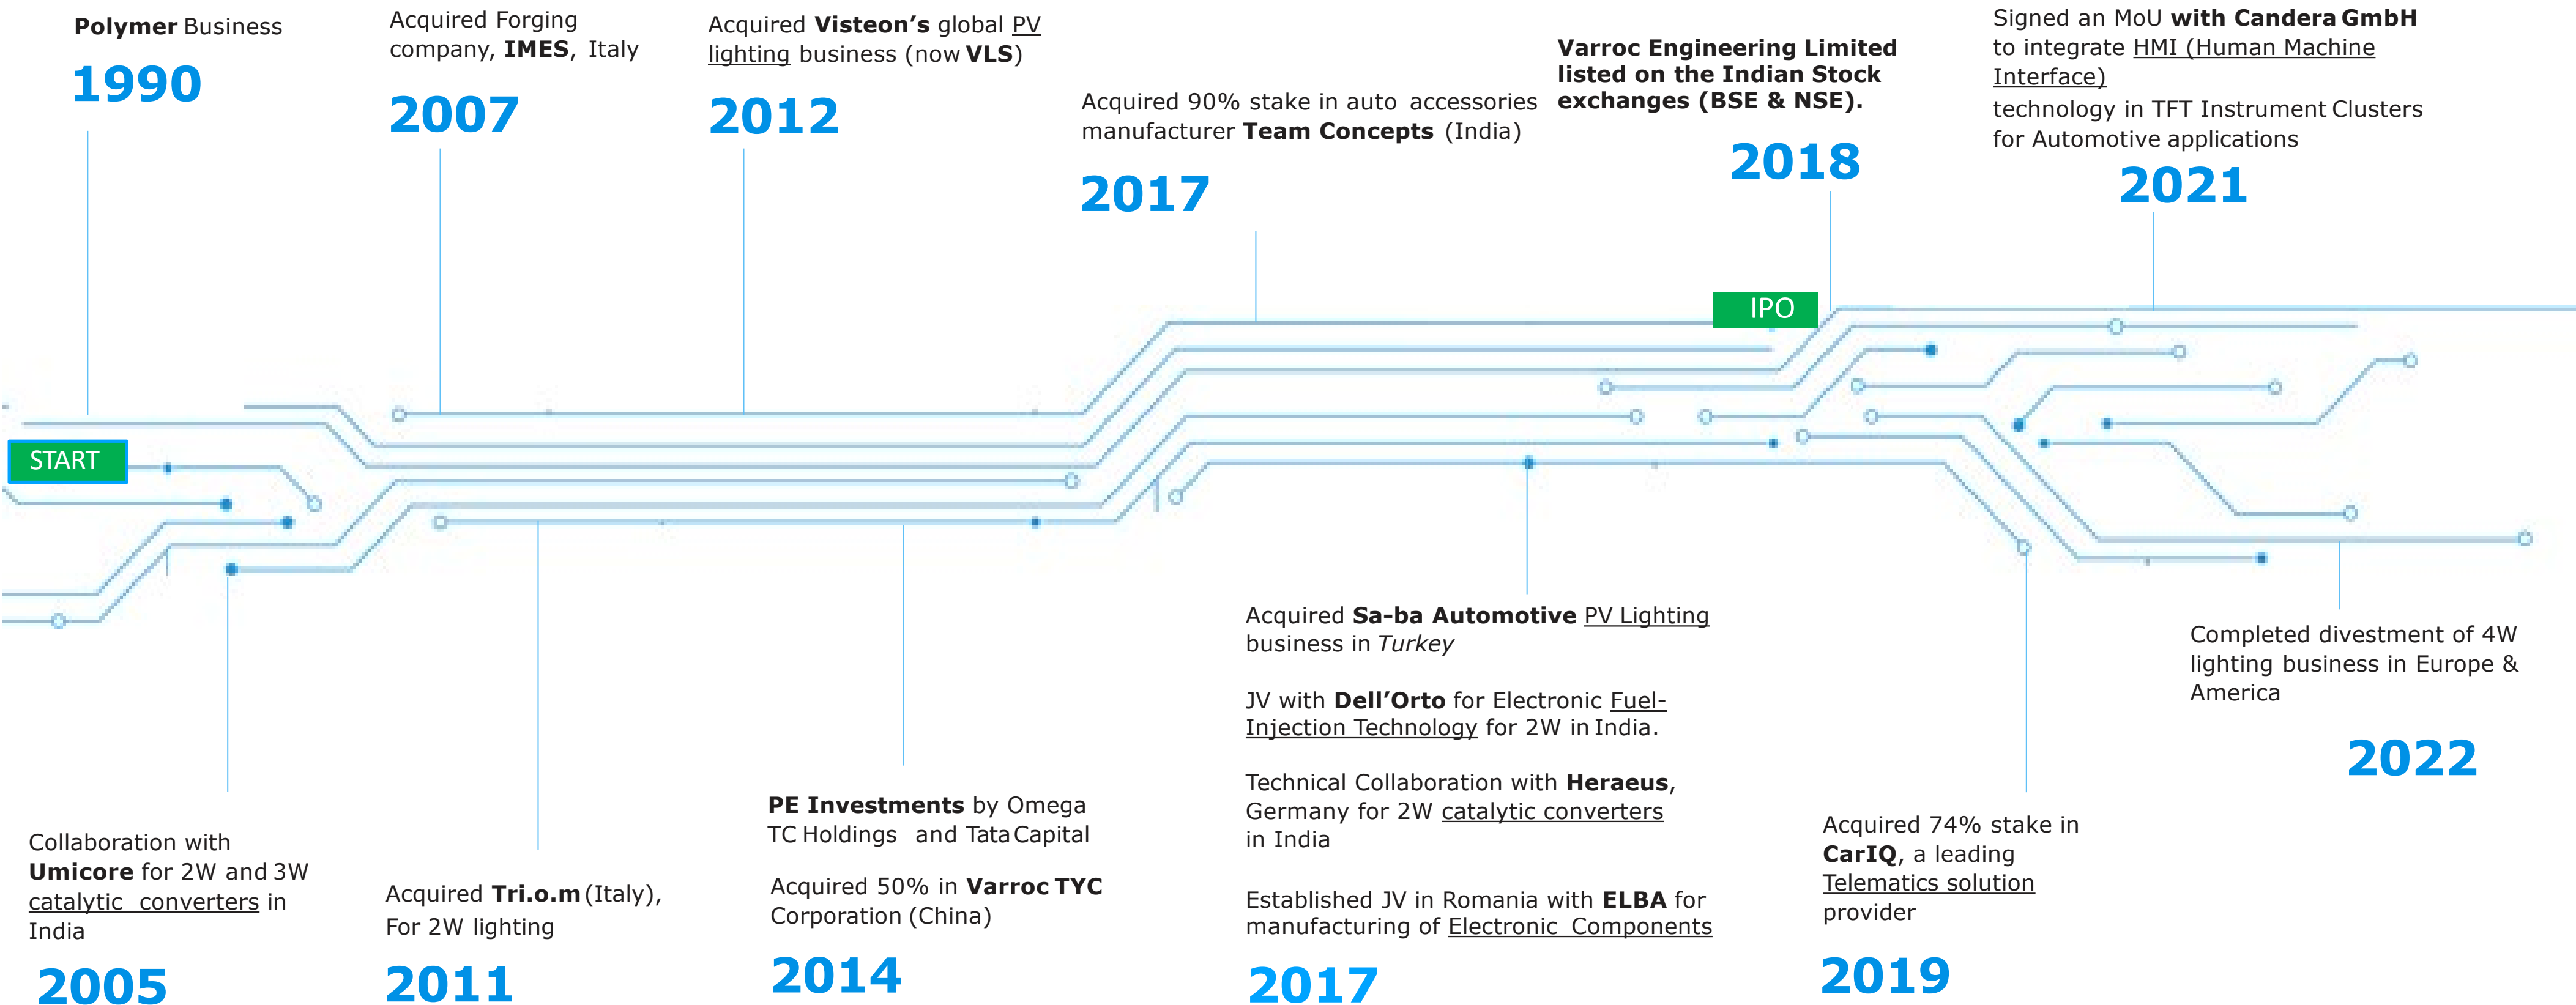 Polymer Business
1990
Acquired Forging
company, IMES, Italy
2007
Acquired Visteon’s global PV
lighting business (now VLS)
2012
Acquired 90% stake in auto accessories
manufacturer Team Concepts (India)
2017
Varroc Engineering Limited
listed on the Indian Stock
exchanges (BSE & NSE).
2018
Signed an MoU with Candera GmbH
to integrate HMI (Human Machine
Interface)
technology in TFT Instrument Clusters
for Automotive applications
2021
IPO
START
Collaboration with
Umicore for 2W and 3W
catalytic converters in
India
2005
Acquired Tri.o.m (Italy),
For 2W lighting
2011
PE Investments by Omega
TC Holdings and Tata Capital
Acquired 50% in Varroc TYC
Corporation (China)
2014
Acquired Sa-ba Automotive PV Lighting
business in Turkey
JV with Dell’Orto for Electronic Fuel-
Injection Technology for 2W in India.
Technical Collaboration with Heraeus,
Germany for 2W catalytic converters
in India
Established JV in Romania with ELBA for
manufacturing of Electronic Components
2017
Acquired 74% stake in
CarIQ, a leading
Telematics solution
provider
2019
Completed divestment of 4W
lighting business in Europe &
America
2022